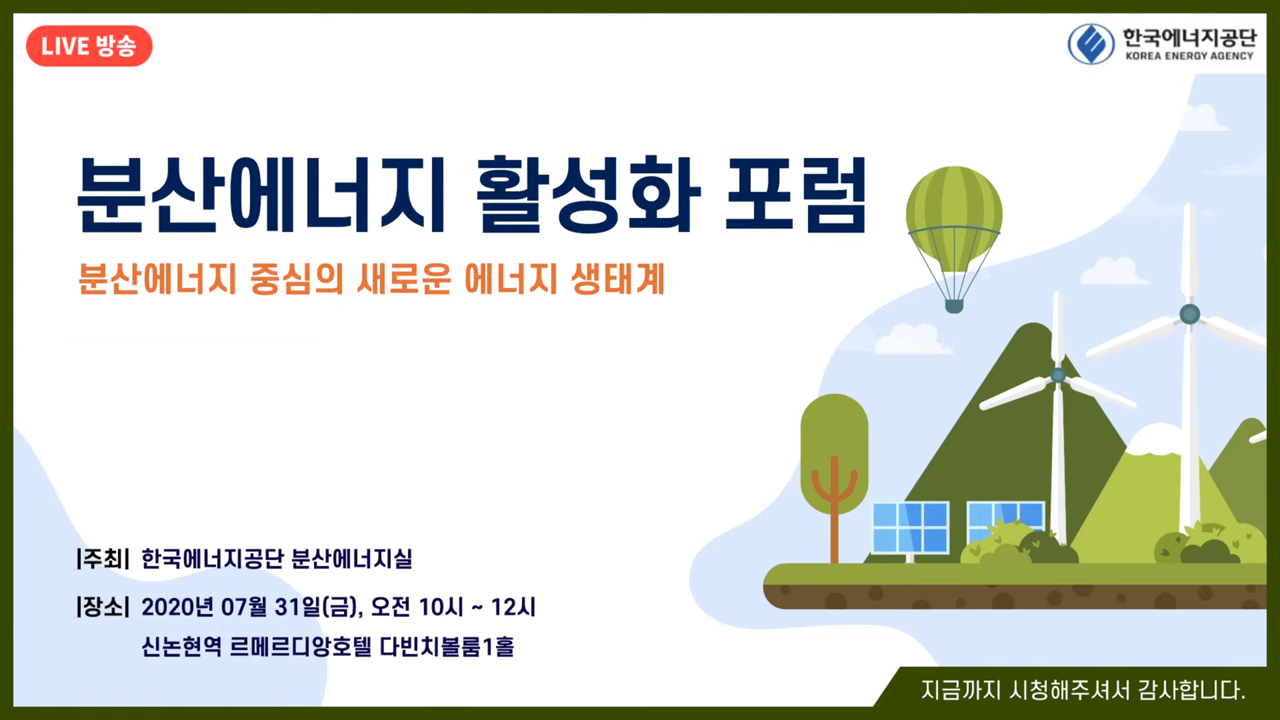 LIVE 방송
한국에너지공단
KOREA ENERGY AGENCY
분산에너지 활성화 포럼
분산에너지 중심의 새로운 에너지 생태계
|주최| 한국에너지공단 분산에너지실
|장소| 2020년 07월 31일(금), 오전 10시 ~ 12시
신논현역 르메르디앙호텔 다빈치볼룸1홀
지금까지 시청해주셔서 감사합니다.